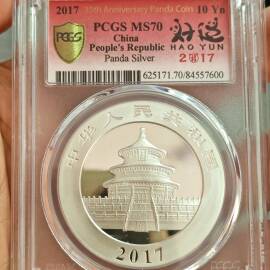 2017 35th Anniversary Panda Coin 10 Yn
PCGS MS70
China
People's Republic
Panda Silver
PCGS
好运
HAO YUN
2017
625171.70/84557600
中华人民共和国
2017